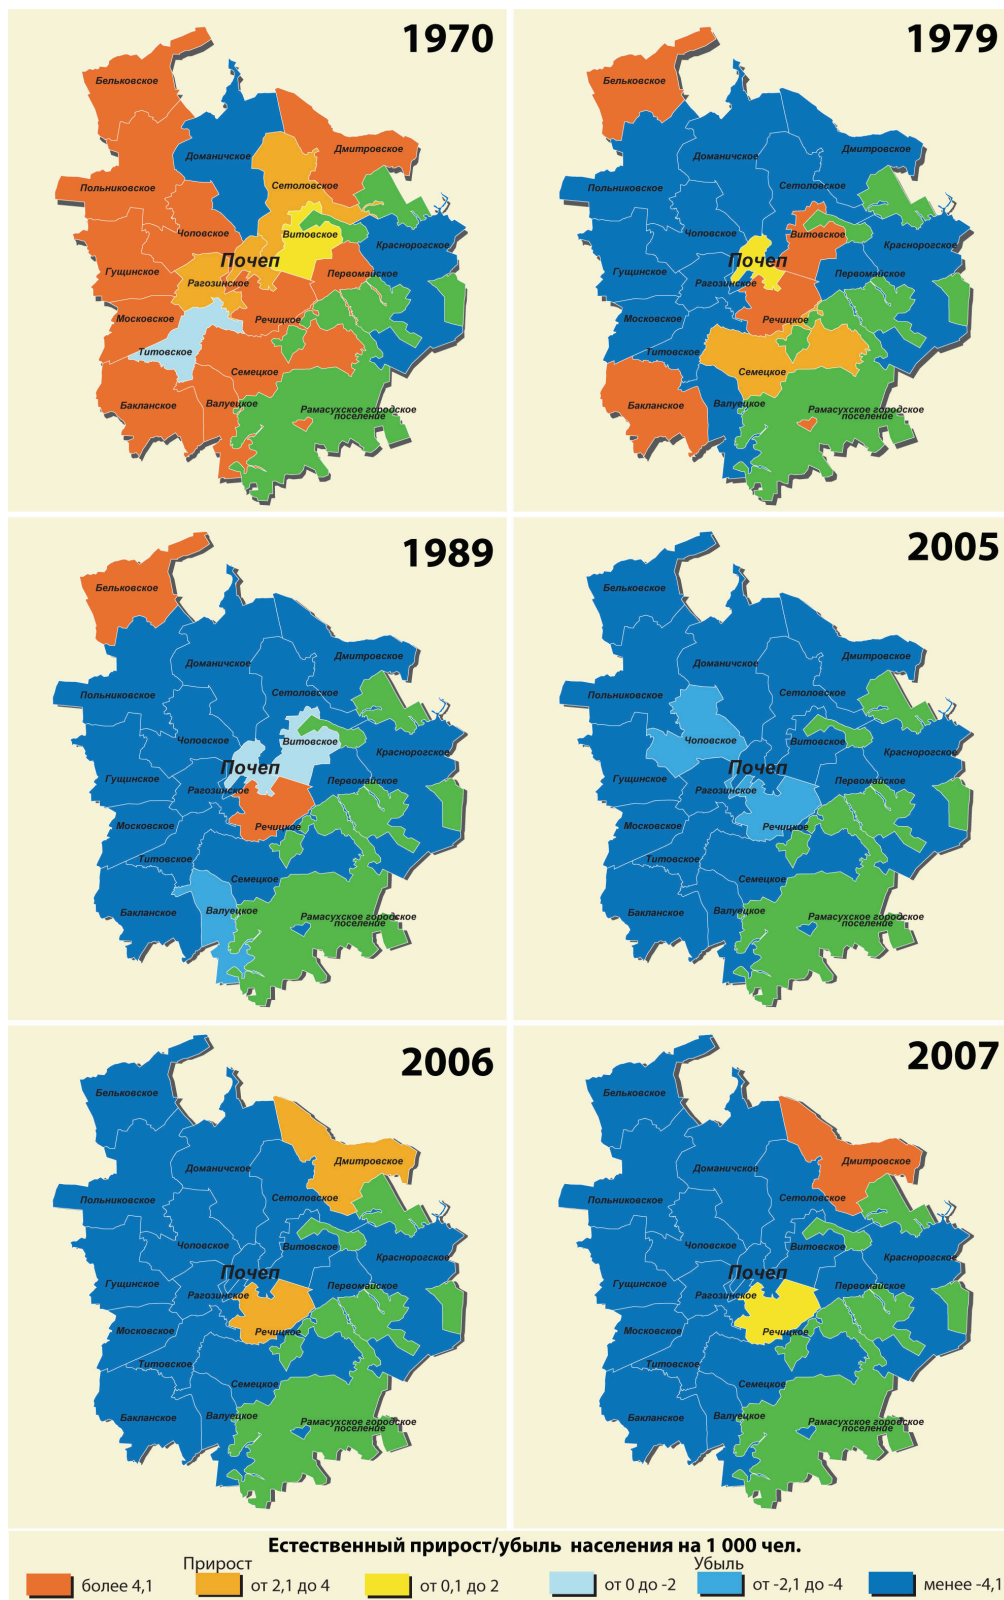 1970
Бельковское
Доманичское
Дмитровское
Польниковское
Сетоловское
Чоповское
Витовское
Краснорогское
Почеп
Гущинское
Рагозинское
Первомайское
Московское
Речицкое
Титовское
Семецкое
Бакланское
Валуецкое
Рамасухское городское
поселение
1979
Бельковское
Доманичское
Дмитровское
Польниковское
Сетоловское
Чоповское
Витовское
Краснорогское
Почеп
Гущинское
Рагозинское
Первомайское
Московское
Речицкое
Титовское
Семецкое
Бакланское
Валуецкое
Рамасухское городское
поселение
1989
Бельковское
Доманичское
Дмитровское
Польниковское
Сетоловское
Чоповское
Витовское
Краснорогское
Почеп
Гущинское
Рагозинское
Первомайское
Московское
Речицкое
Титовское
Семецкое
Бакланское
Валуецкое
Рамасухское городское
поселение
2005
Бельковское
Доманичское
Дмитровское
Польниковское
Сетоловское
Чоповское
Витовское
Краснорогское
Почеп
Гущинское
Рагозинское
Первомайское
Московское
Речицкое
Титовское
Семецкое
Бакланское
Валуецкое
Рамасухское городское
поселение
2006
Бельковское
Дмитровское
Доманичское
Польниковское
Сетоловское
Чоповское
Витовское
Краснорогское
Почеп
Гущинское
Рагозинское
Первомайское
Московское
Речицкое
Титовское
Семецкое
Бакланское
Валуецкое
Рамасухское городское
поселение
2007
Бельковское
Дмитровское
Доманичское
Польниковское
Сетоловское
Чоповское
Витовское
Краснорогское
Почеп
Гущинское
Рагозинское
Первомайское
Московское
Речицкое
Титовское
Семецкое
Бакланское
Валуецкое
Рамасухское городское
поселение
Естественный прирост/убыль населения на 1 000 чел.
Прирост Убыль
более 4,1 от 2,1 до 4 от 0,1 до 2 от 0 до -2 от -2,1 до -4 менее -4,1